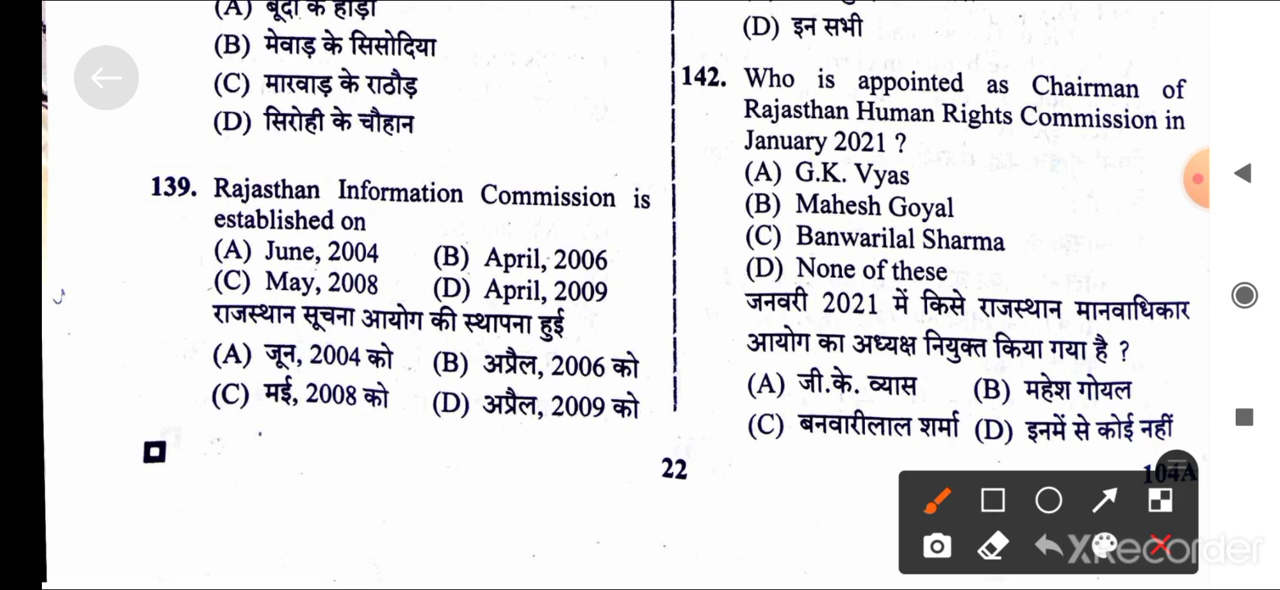 (A) बूंदी के हाड़ा
(B) मेवाड़ के सिसोदिया
(C) मारवाड़ के राठौड़
(D) सिरोही के चौहान
139. Rajasthan Information Commission is
established on
(A) June, 2004 (B) April, 2006
(C) May, 2008 (D) April, 2009
राजस्थान सूचना आयोग की स्थापना हुई
(A) जून, 2004 को (B) अप्रैल, 2006 को
(C) मई, 2008 को (D) अप्रैल, 2009 को
(D) इन सभी
142. Who is appointed as Chairman of
Rajasthan Human Rights Commission in
January 2021 ?
(A) G.K. Vyas
(B) Mahesh Goyal
(C) Banwarilal Sharma
(D) None of these
जनवरी 2021 में किसे राजस्थान मानवाधिकार
आयोग का अध्यक्ष नियुक्त किया गया है ?
(A) जी.के. व्यास (B) महेश गोयल
(C) बनवारीलाल शर्मा (D) इनमें से कोई नहीं
22
104A
XRecorder